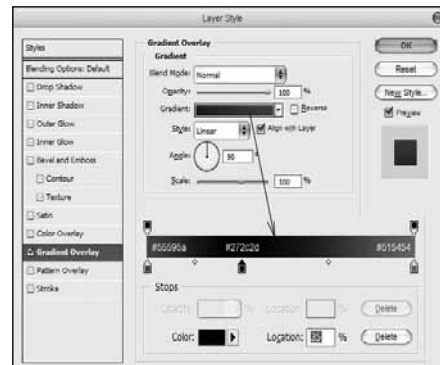 Layer Style
Styles
Blending Options: Default
Drop Shadow
Inner Shadow
Outer Glow
Inner Glow
Bevel and Emboss
Contour
Texture
Satin
Color Overlay
Gradient Overlay
Pattern Overlay
Stroke
Gradient Overlay
Gradient
Blend Mode: Normal
Opacity: 100 %
Gradient: Reverse
Style: Linear Align with Layer
Angle: 90 °
Scale: 100 %
OK
Reset
New Style...
Preview
#55595a #272c2d #515454
Stops
Opacity: % Location: % Delete
Color: Location: % Delete